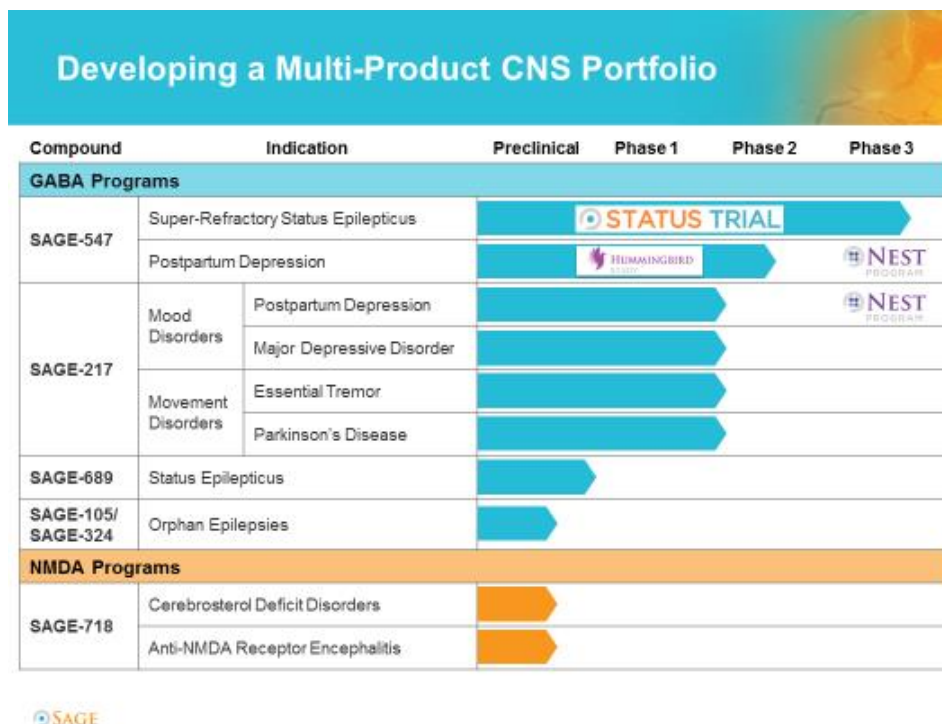 Developing a Multi-Product CNS Portfolio
Compound Indication Preclinical Phase 1 Phase 2 Phase 3
GABA Programs
SAGE-547
Super-Refractory Status Epilepticus
STATUS TRIAL
Postpartum Depression
HUMMINGBIRD
STUDY
NEST
PROGRAM
SAGE-217
Mood
Disorders
Postpartum Depression
NEST
PROGRAM
Major Depressive Disorder
Movement
Disorders
Essential Tremor
Parkinson's Disease
SAGE-689
Status Epilepticus
SAGE-105/
SAGE-324
Orphan Epilepsies
NMDA Programs
SAGE-718
Cerebrosterol Deficit Disorders
Anti-NMDA Receptor Encephalitis
SAGE